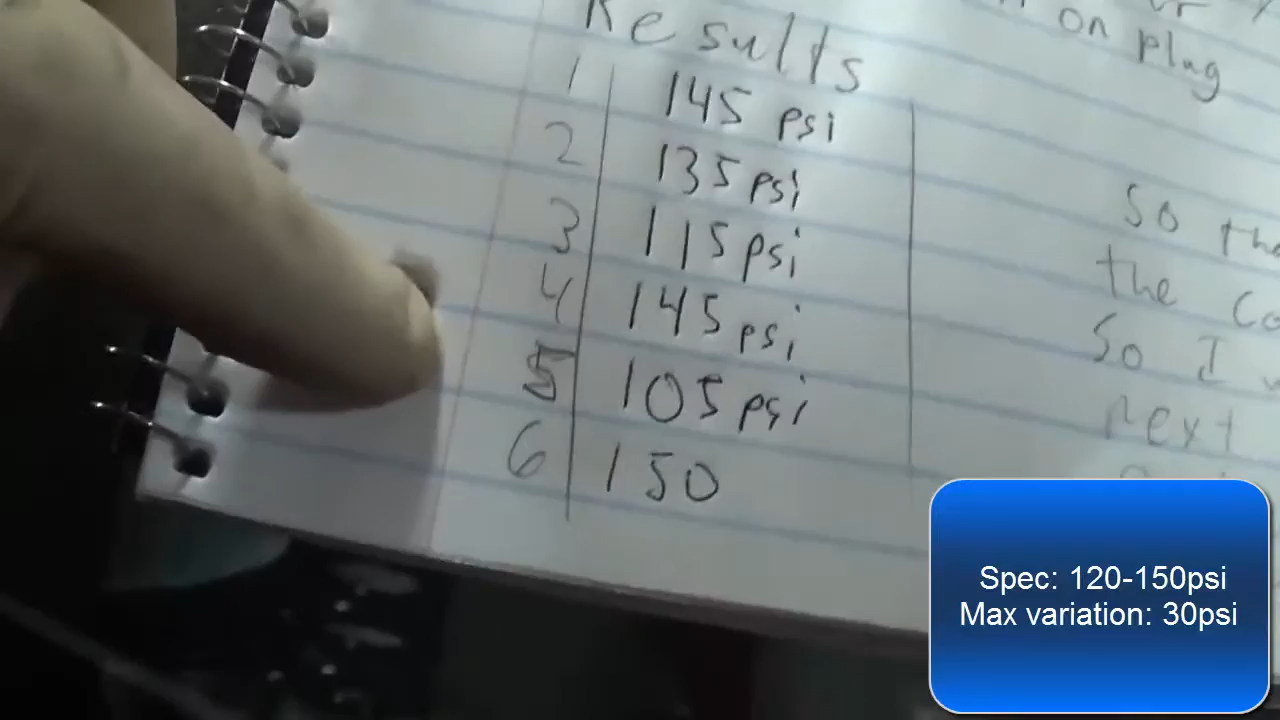 Results
on plug
1 145 psi
2 135 psi
3 115 psi
4 145 psi
5 105 psi
6 150
So
the
So I
next
Spec: 120-150psi
Max variation: 30psi